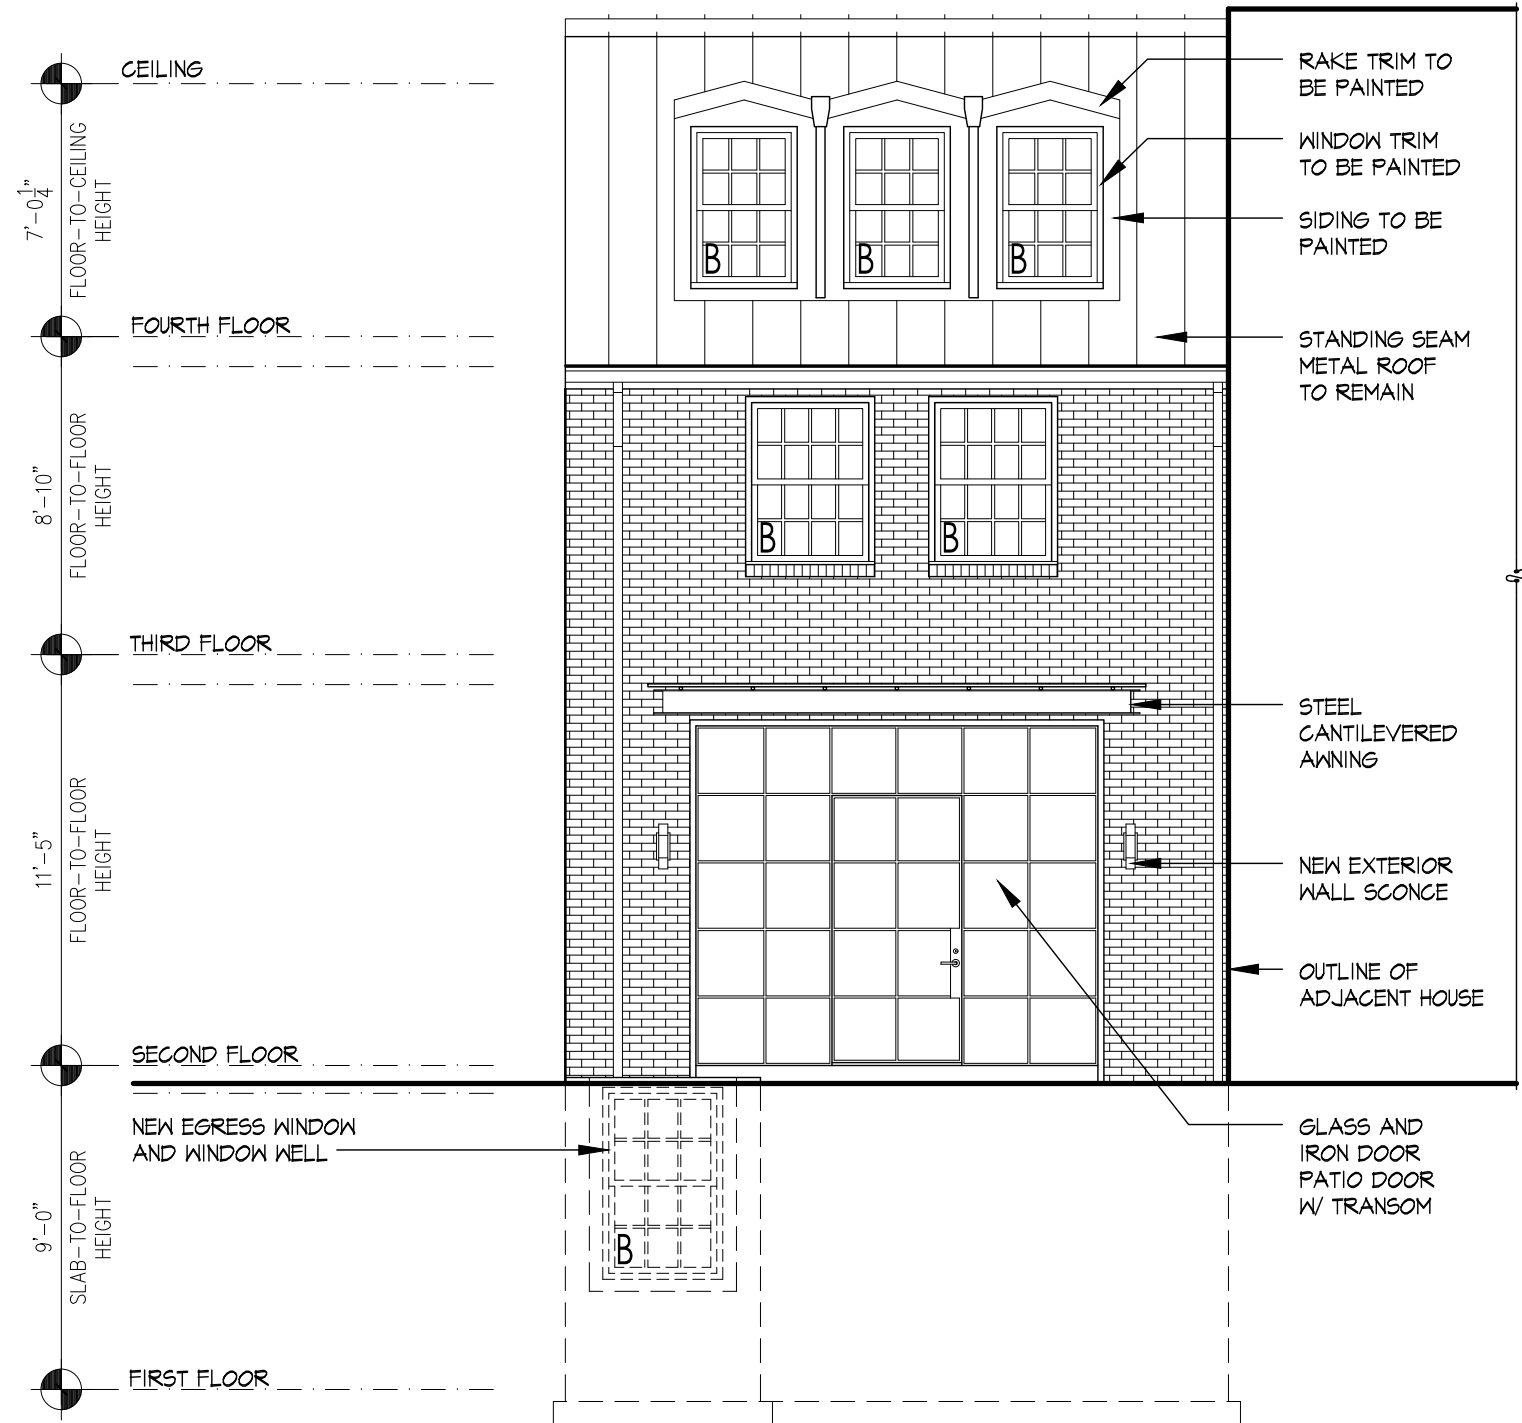 CEILING
7'-0 1/4"
FLOOR-TO-CEILING
HEIGHT
FOURTH FLOOR
8'-10"
FLOOR-TO-FLOOR
HEIGHT
THIRD FLOOR
11'-5"
FLOOR-TO-FLOOR
HEIGHT
SECOND FLOOR
NEW EGRESS WINDOW
AND WINDOW WELL
9'-0"
SLAB-TO-FLOOR
HEIGHT
FIRST FLOOR
B
B
B
B
B
B
RAKE TRIM TO
BE PAINTED
WINDOW TRIM
TO BE PAINTED
SIDING TO BE
PAINTED
STANDING SEAM
METAL ROOF
TO REMAIN
STEEL
CANTILEVERED
AWNING
NEW EXTERIOR
WALL SCONCE
OUTLINE OF
ADJACENT HOUSE
GLASS AND
IRON DOOR
PATIO DOOR
W/ TRANSOM